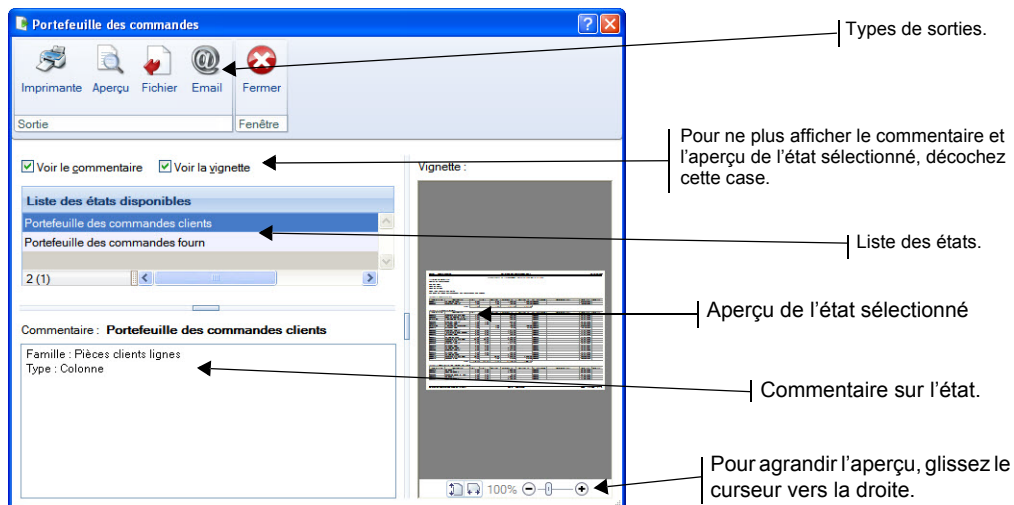 Portefeuille des commandes
Imprimante Aperçu Fichier Email Fermer
Sortie Fenêtre
Voir le commentaire Voir la vignette
Liste des états disponibles
Portefeuille des commandes clients
Portefeuille des commandes fourn
2 (1)
Commentaire : Portefeuille des commandes clients
Famille : Pièces clients lignes
Type : Colonne
Vignette :
100%
Types de sorties.
Pour ne plus afficher le commentaire et
l'aperçu de l'état sélectionné, décochez
cette case.
Liste des états.
Aperçu de l'état sélectionné
Commentaire sur l'état.
Pour agrandir l'aperçu, glissez le
curseur vers la droite.